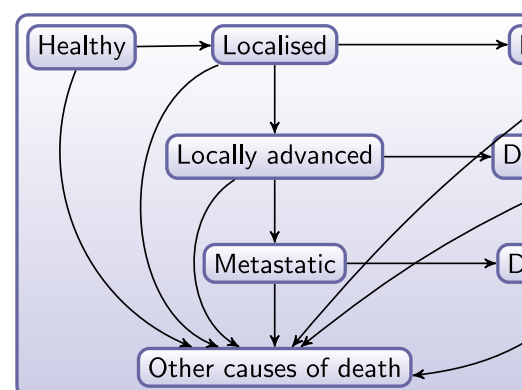 Healthy
Localised
Locally advanced
D
Metastatic
D
Other causes of death